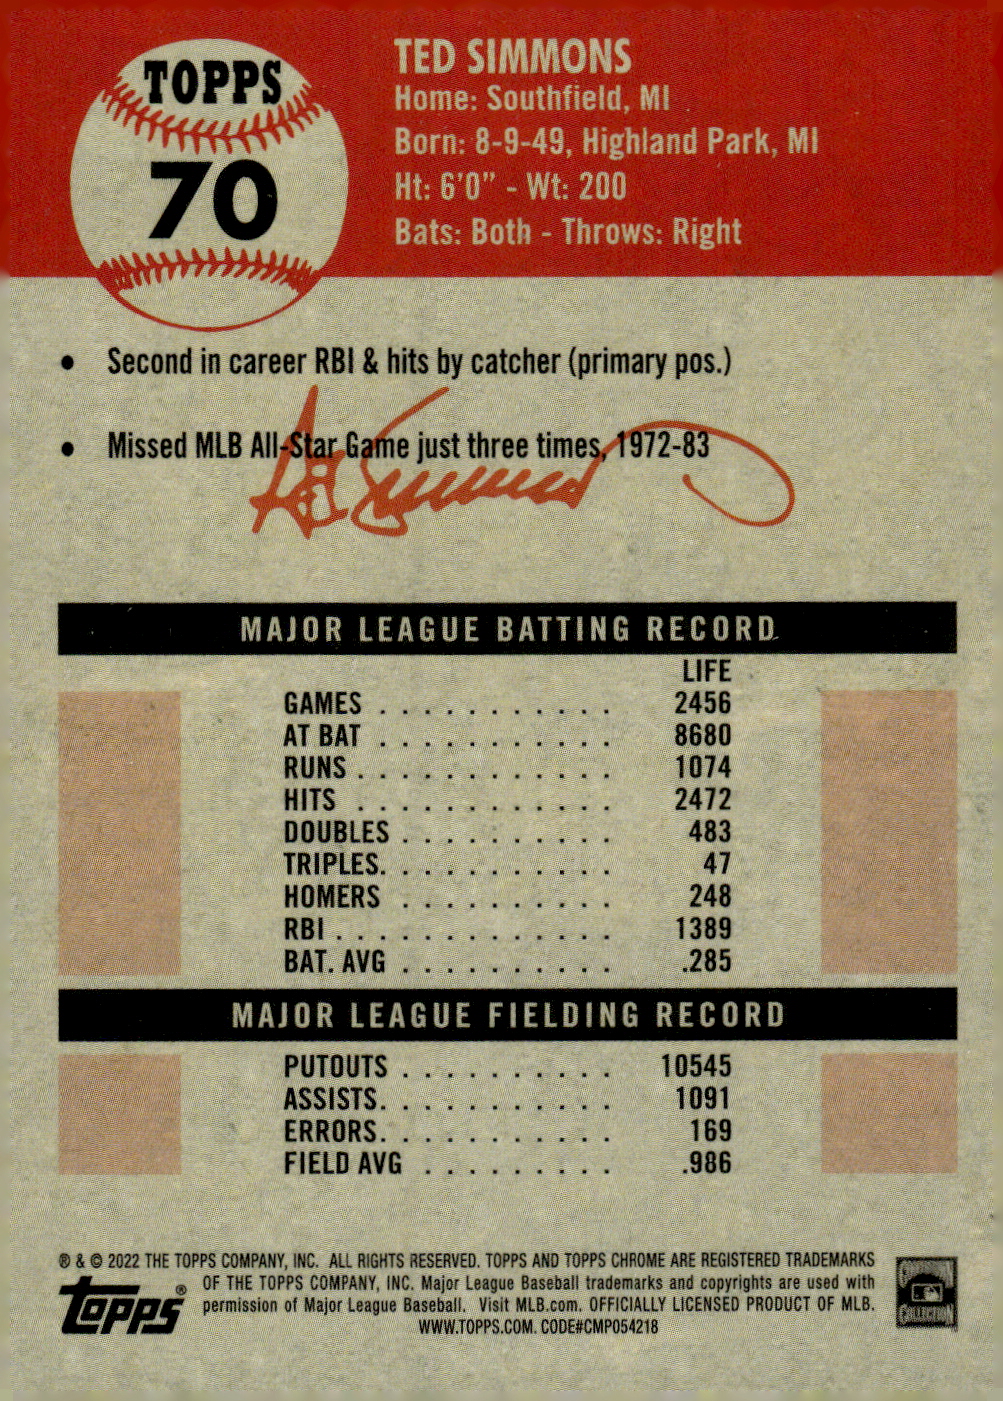 TOPPS
70
TED SIMMONS
Home: Southfield, MI
Born: 8-9-49, Highland Park, MI
Ht: 6'0" - Wt: 200
Bats: Both - Throws: Right
• Second in career RBI & hits by catcher (primary pos.)
• Missed MLB All-Star Game just three times, 1972-83
Ted Simmons
MAJOR LEAGUE BATTING RECORD
LIFE
GAMES . . . . . . . . . . . 2456
AT BAT . . . . . . . . . . . 8680
RUNS . . . . . . . . . . . . 1074
HITS . . . . . . . . . . . . 2472
DOUBLES . . . . . . . . . . 483
TRIPLES. . . . . . . . . . . 47
HOMERS . . . . . . . . . . 248
RBI . . . . . . . . . . . . . 1389
BAT. AVG . . . . . . . . . . .285
MAJOR LEAGUE FIELDING RECORD
PUTOUTS . . . . . . . . . . 10545
ASSISTS. . . . . . . . . . . 1091
ERRORS. . . . . . . . . . . 169
FIELD AVG . . . . . . . . . .986
® & © 2022 THE TOPPS COMPANY, INC. ALL RIGHTS RESERVED. TOPPS AND TOPPS CHROME ARE REGISTERED TRADEMARKS
OF THE TOPPS COMPANY, INC. Major League Baseball trademarks and copyrights are used with
permission of Major League Baseball. Visit MLB.com. OFFICIALLY LICENSED PRODUCT OF MLB.
WWW.TOPPS.COM. CODE#CMP054218
Topps®
COLLECTION